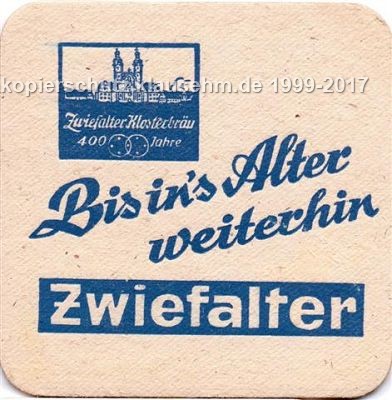 kopierschutz-klausehm.de 1999-2017
Zwiefalter Klosterbräu
400 Jahre
Bis in's Alter
weiterhin
Zwiefalter